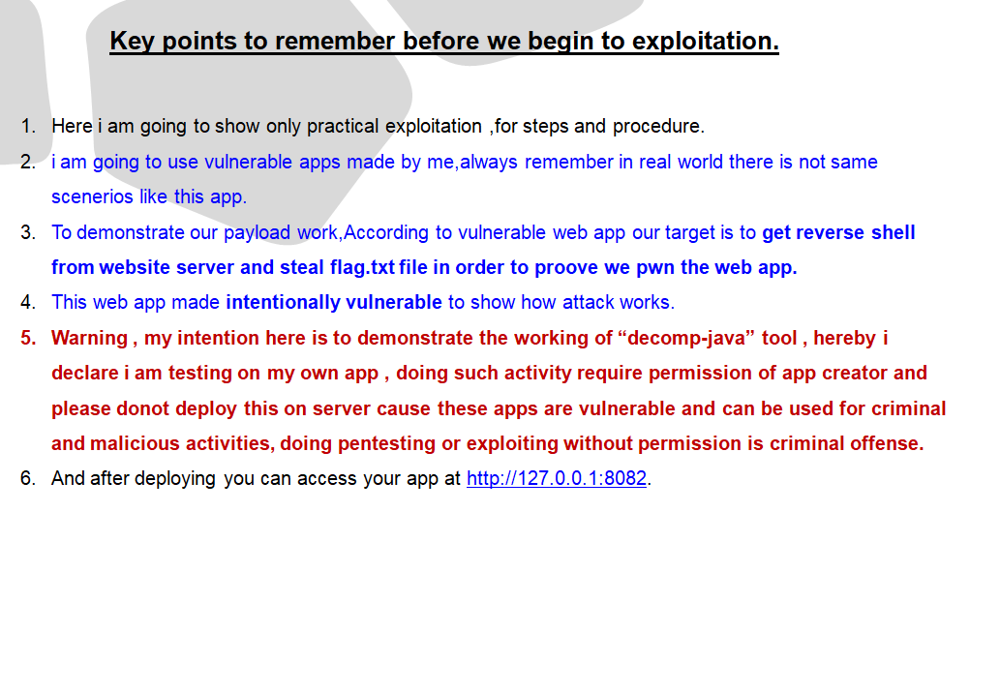 Key points to remember before we begin to exploitation.
1. Here i am going to show only practical exploitation ,for steps and procedure.
2. i am going to use vulnerable apps made by me,always remember in real world there is not same
scenerios like this app.
3. To demonstrate our payload work,According to vulnerable web app our target is to get reverse shell
from website server and steal flag.txt file in order to proove we pwn the web app.
4. This web app made intentionally vulnerable to show how attack works.
5. Warning , my intention here is to demonstrate the working of “decomp-java” tool , hereby i
declare i am testing on my own app , doing such activity require permission of app creator and
please donot deploy this on server cause these apps are vulnerable and can be used for criminal
and malicious activities, doing pentesting or exploiting without permission is criminal offense.
6. And after deploying you can access your app at http://127.0.0.1:8082.